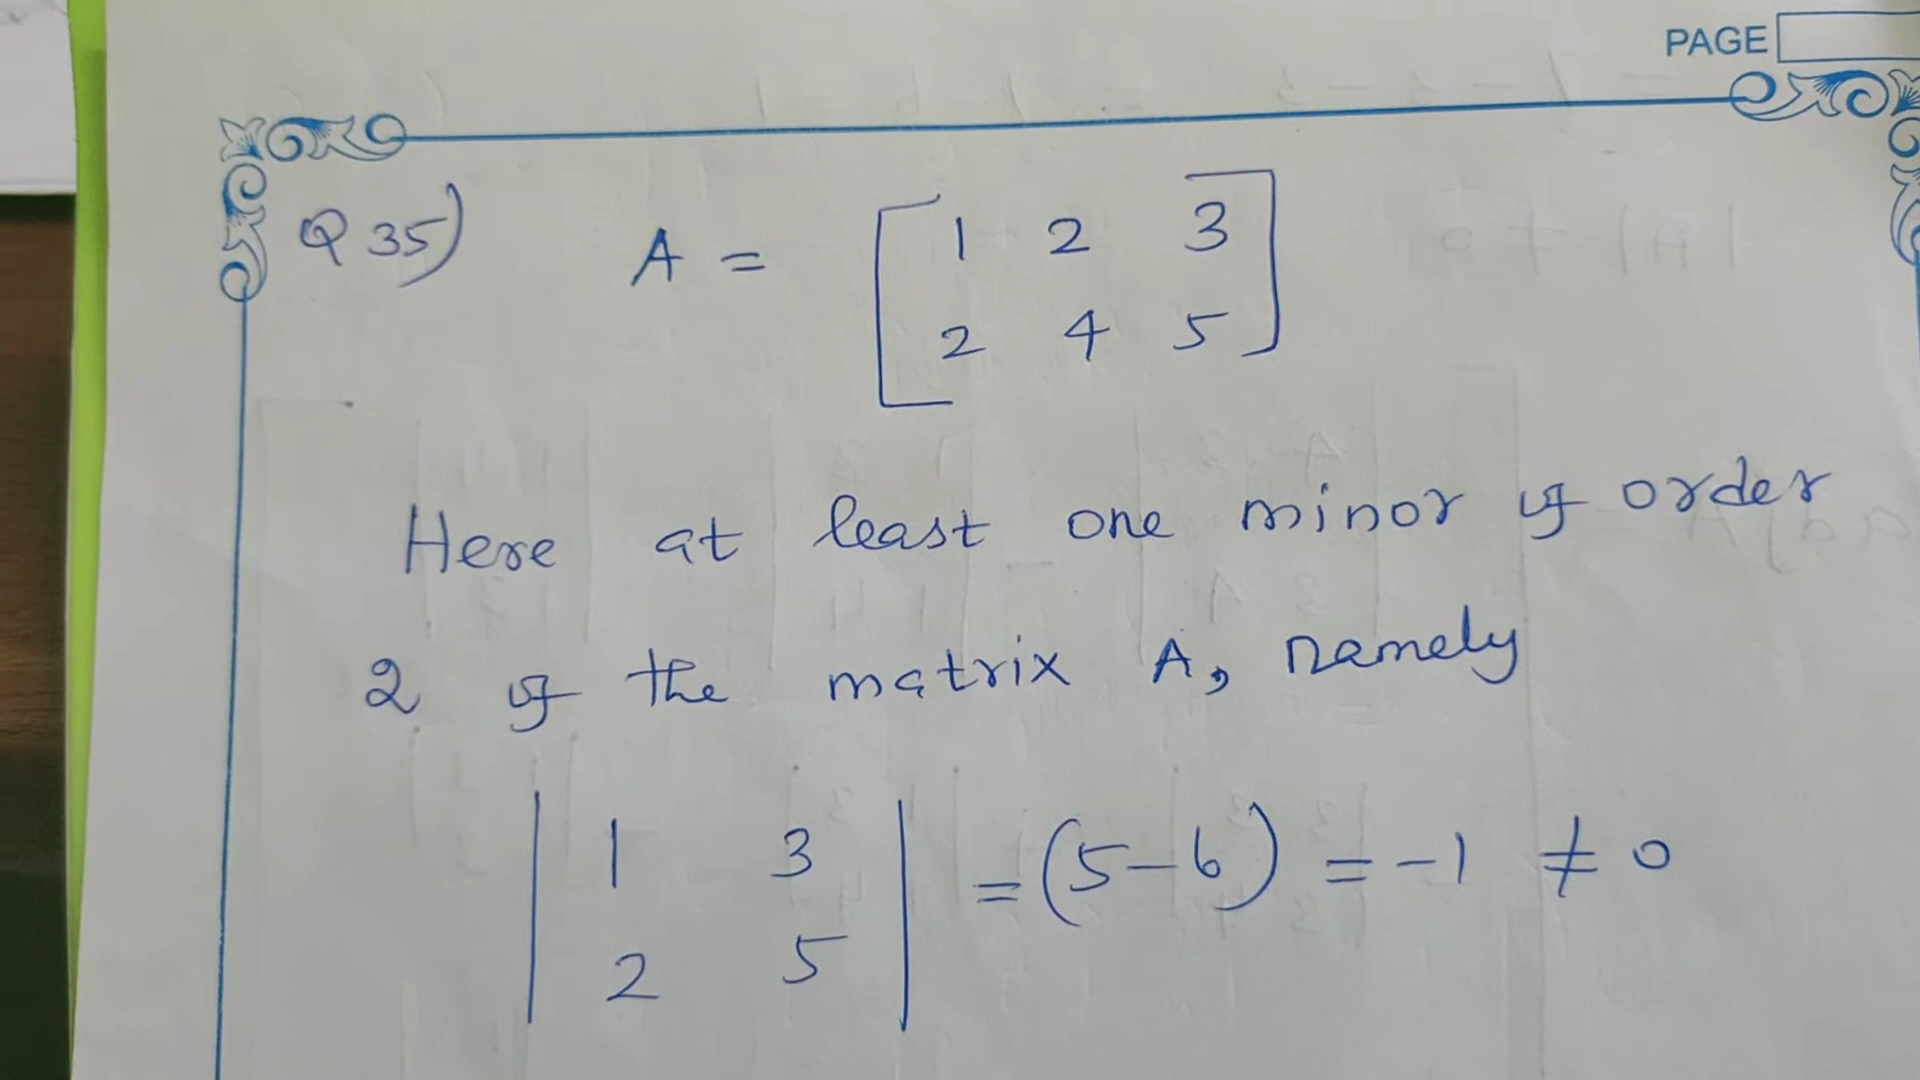 PAGE
Q 35) A = [ 1 2 3
2 4 5 ]
Here at least one minor of order
2 of the matrix A, namely
| 1 3 | = (5-6) = -1 ≠ 0
| 2 5 |